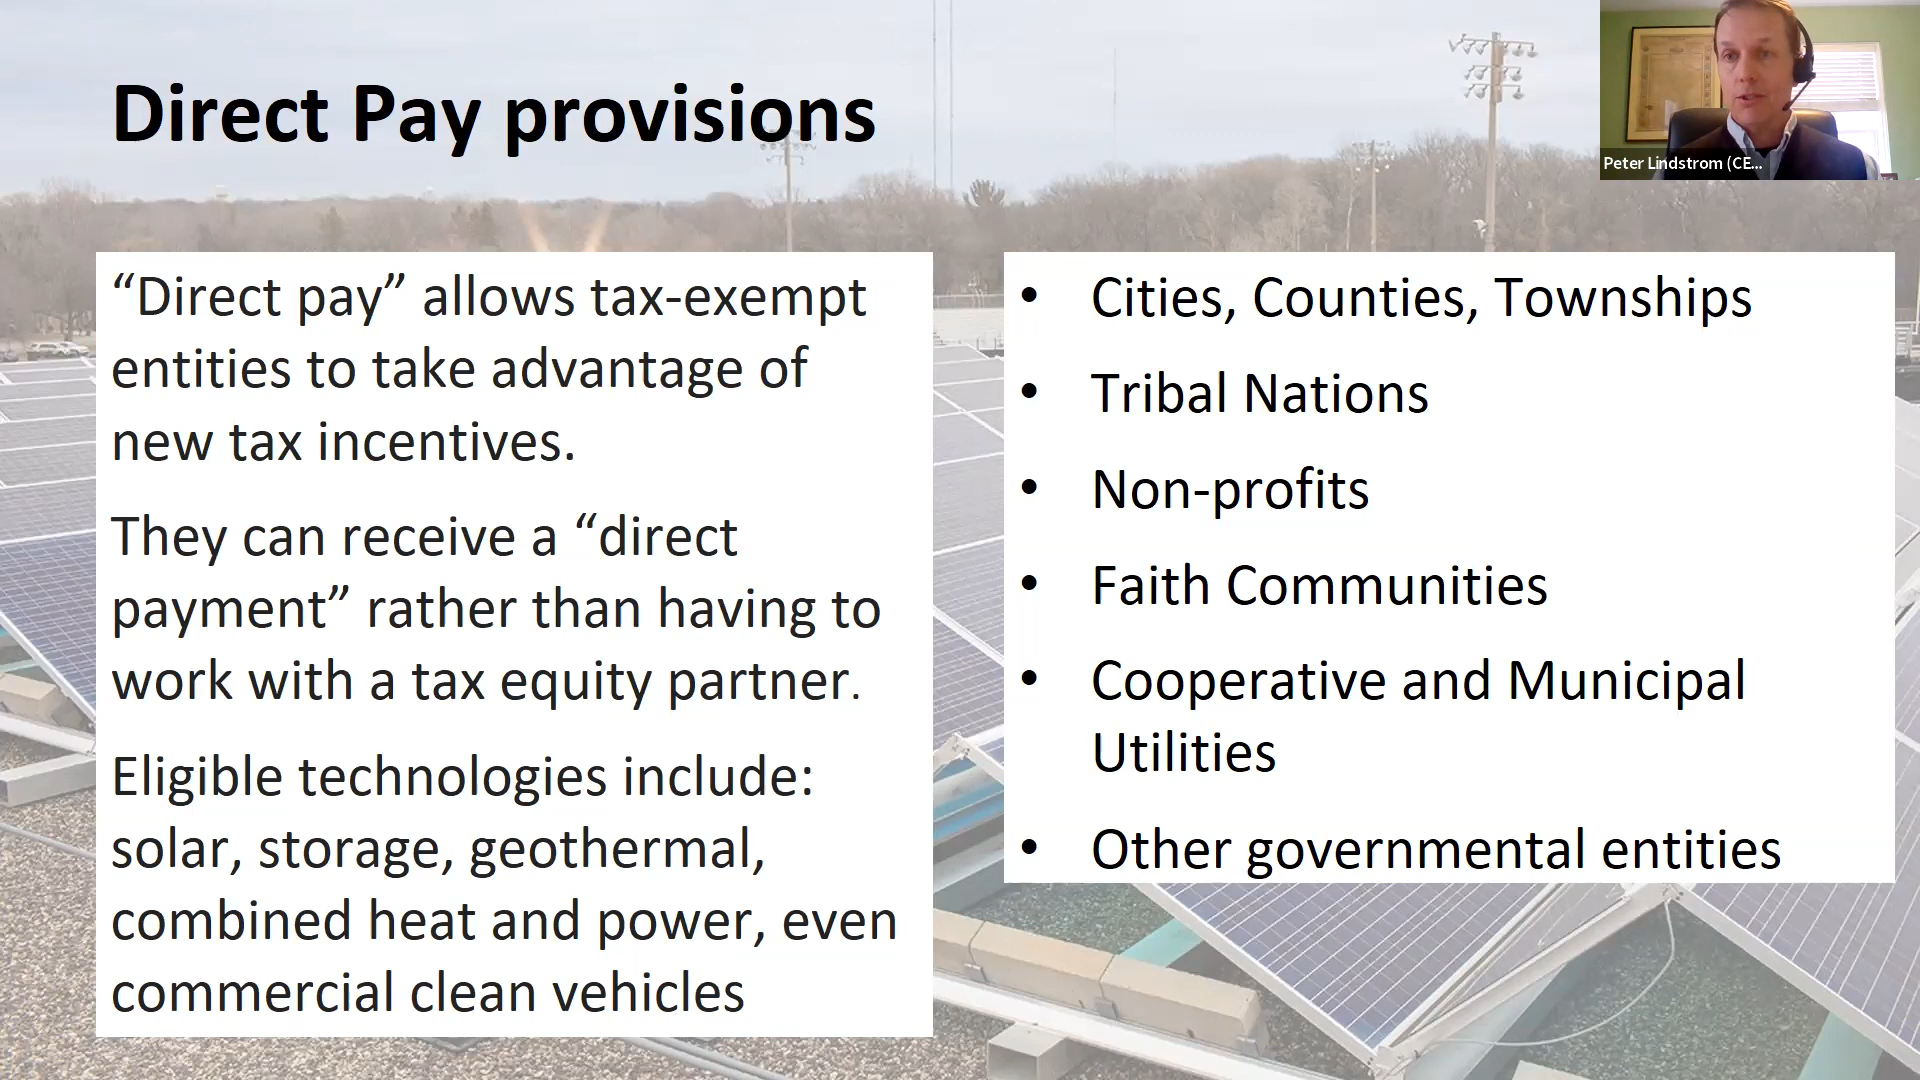 Direct Pay provisions
Peter Lindstrom (CE...
“Direct pay” allows tax-exempt
entities to take advantage of
new tax incentives.
They can receive a “direct
payment” rather than having to
work with a tax equity partner.
Eligible technologies include:
solar, storage, geothermal,
combined heat and power, even
commercial clean vehicles
• Cities, Counties, Townships
• Tribal Nations
• Non-profits
• Faith Communities
• Cooperative and Municipal
Utilities
• Other governmental entities